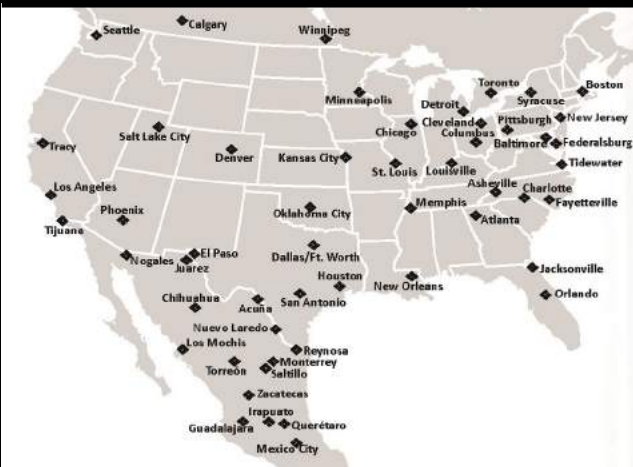 Calgary
Seattle
Winnipeg
Minneapolis
Toronto
Boston
Detroit
Syracuse
Cleveland
Pittsburgh
New Jersey
Chicago
Columbus
Salt Lake City
Baltimore
Federalsburg
Tracy
Denver
Kansas City
St. Louis
Louisville
Tidewater
Asheville
Los Angeles
Charlotte
Phoenix
Oklahoma City
Memphis
Fayetteville
Tijuana
Atlanta
Nogales
El Paso
Dallas/Ft. Worth
Juarez
Houston
Jacksonville
New Orleans
Chihuahua
Acuña
San Antonio
Orlando
Nuevo Laredo
Los Mochis
Reynosa
Monterrey
Torreón
Saltillo
Zacatecas
Irapuato
Guadalajara
Querétaro
Mexico City